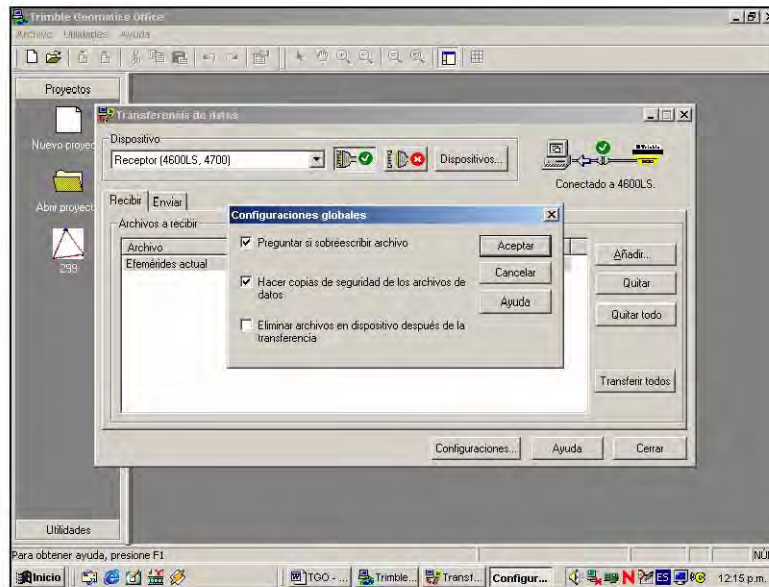 Trimble Geomatics Office
Archivo Utilidades Ayuda
Proyectos
Nuevo proyec
Abrir proyect
299
Utilidades
Transferencia de datos
Dispositivo
Receptor (4600LS, 4700)
Dispositivos...
Conectado a 4600LS.
Recibir Enviar
Archivos a recibir
Archivo
Efemérides actual
Añadir...
Quitar
Quitar todo
Transferir todos
Configuraciones... Ayuda Cerrar
Configuraciones globales
Preguntar si sobreescribir archivo
Hacer copias de seguridad de los archivos de
datos
Eliminar archivos en dispositivo después de la
transferencia
Aceptar
Cancelar
Ayuda
Para obtener ayuda, presione F1
NÚ
Inicio
TGO - ... Trimble... Transf... Configur... ES 12:15 p.m